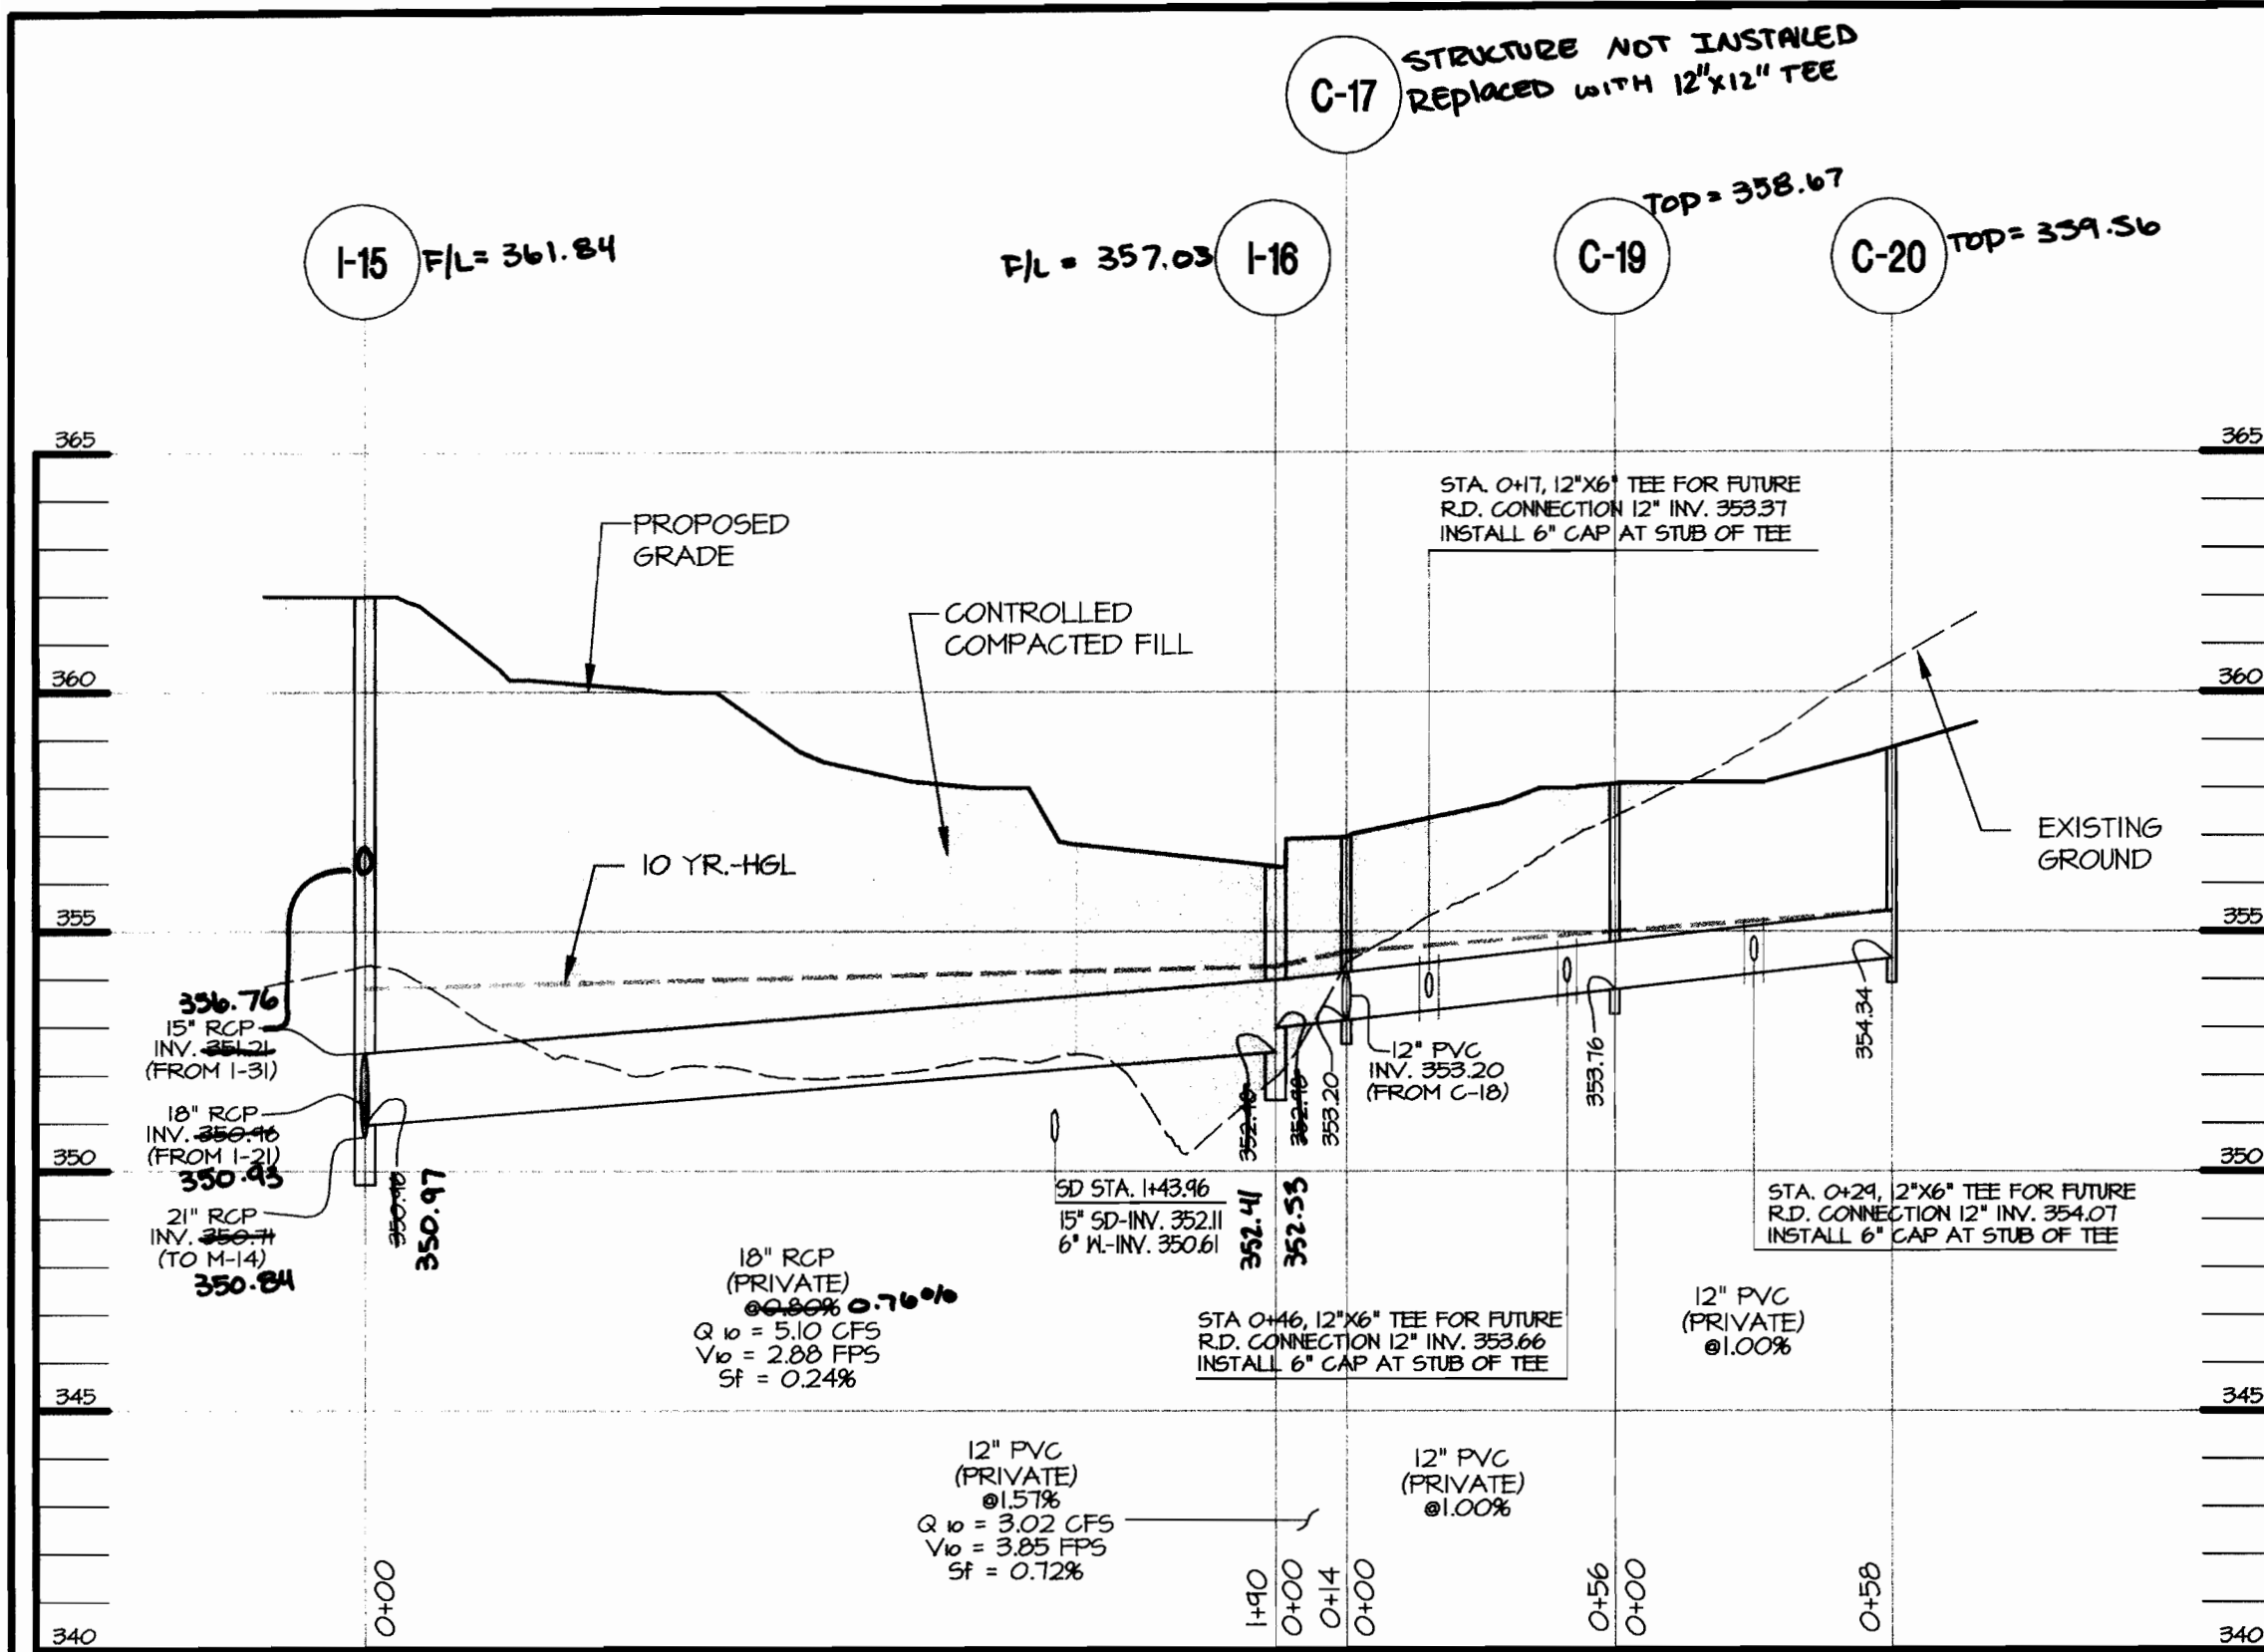 C-17
STRUCTURE NOT INSTALLED
REPLACED WITH 12"X12" TEE
I-15
F/L= 361.84
F/L = 357.03
I-16
C-19
TOP = 358.67
C-20
TOP = 359.56
365
365
STA. 0+17, 12"X6" TEE FOR FUTURE
R.D. CONNECTION 12" INV. 353.37
INSTALL 6" CAP AT STUB OF TEE
PROPOSED
GRADE
CONTROLLED
COMPACTED FILL
360
360
EXISTING
GROUND
10 YR.-HGL
355
355
356.76
15" RCP
INV. 351.21
(FROM I-31)
18" RCP
INV. 350.96
(FROM I-21)
350.93
21" RCP
INV. 350.71
(TO M-14)
350.84
350.97
352.90
352.41
352.53
353.20
12" PVC
INV. 353.20
(FROM C-18)
353.76
354.34
350
350
SD STA. 1+43.96
15" SD-INV. 352.11
6" W.-INV. 350.61
STA. 0+29, 12"X6" TEE FOR FUTURE
R.D. CONNECTION 12" INV. 354.07
INSTALL 6" CAP AT STUB OF TEE
18" RCP
(PRIVATE)
@0.80% 0.76%
Q10 = 5.10 CFS
V10 = 2.88 FPS
Sf = 0.24%
STA 0+46, 12"X6" TEE FOR FUTURE
R.D. CONNECTION 12" INV. 353.66
INSTALL 6" CAP AT STUB OF TEE
12" PVC
(PRIVATE)
@1.00%
345
345
12" PVC
(PRIVATE)
@1.57%
Q10 = 3.02 CFS
V10 = 3.85 FPS
Sf = 0.72%
12" PVC
(PRIVATE)
@1.00%
0+00
1+90
0+00
0+14
0+00
0+56
0+00
0+58
340
340